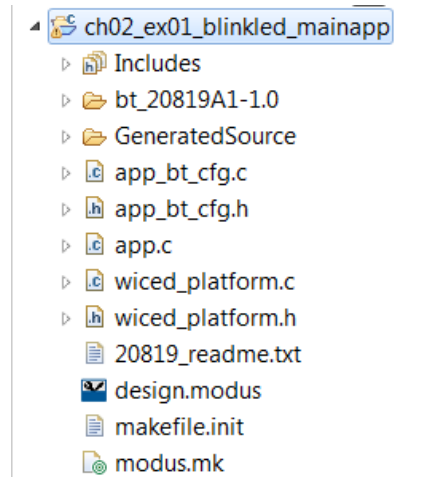 ch02_ex01_blinkled_mainapp
Includes
bt_20819A1-1.0
GeneratedSource
app_bt_cfg.c
app_bt_cfg.h
app.c
wiced_platform.c
wiced_platform.h
20819_readme.txt
design.modus
makefile.init
modus.mk